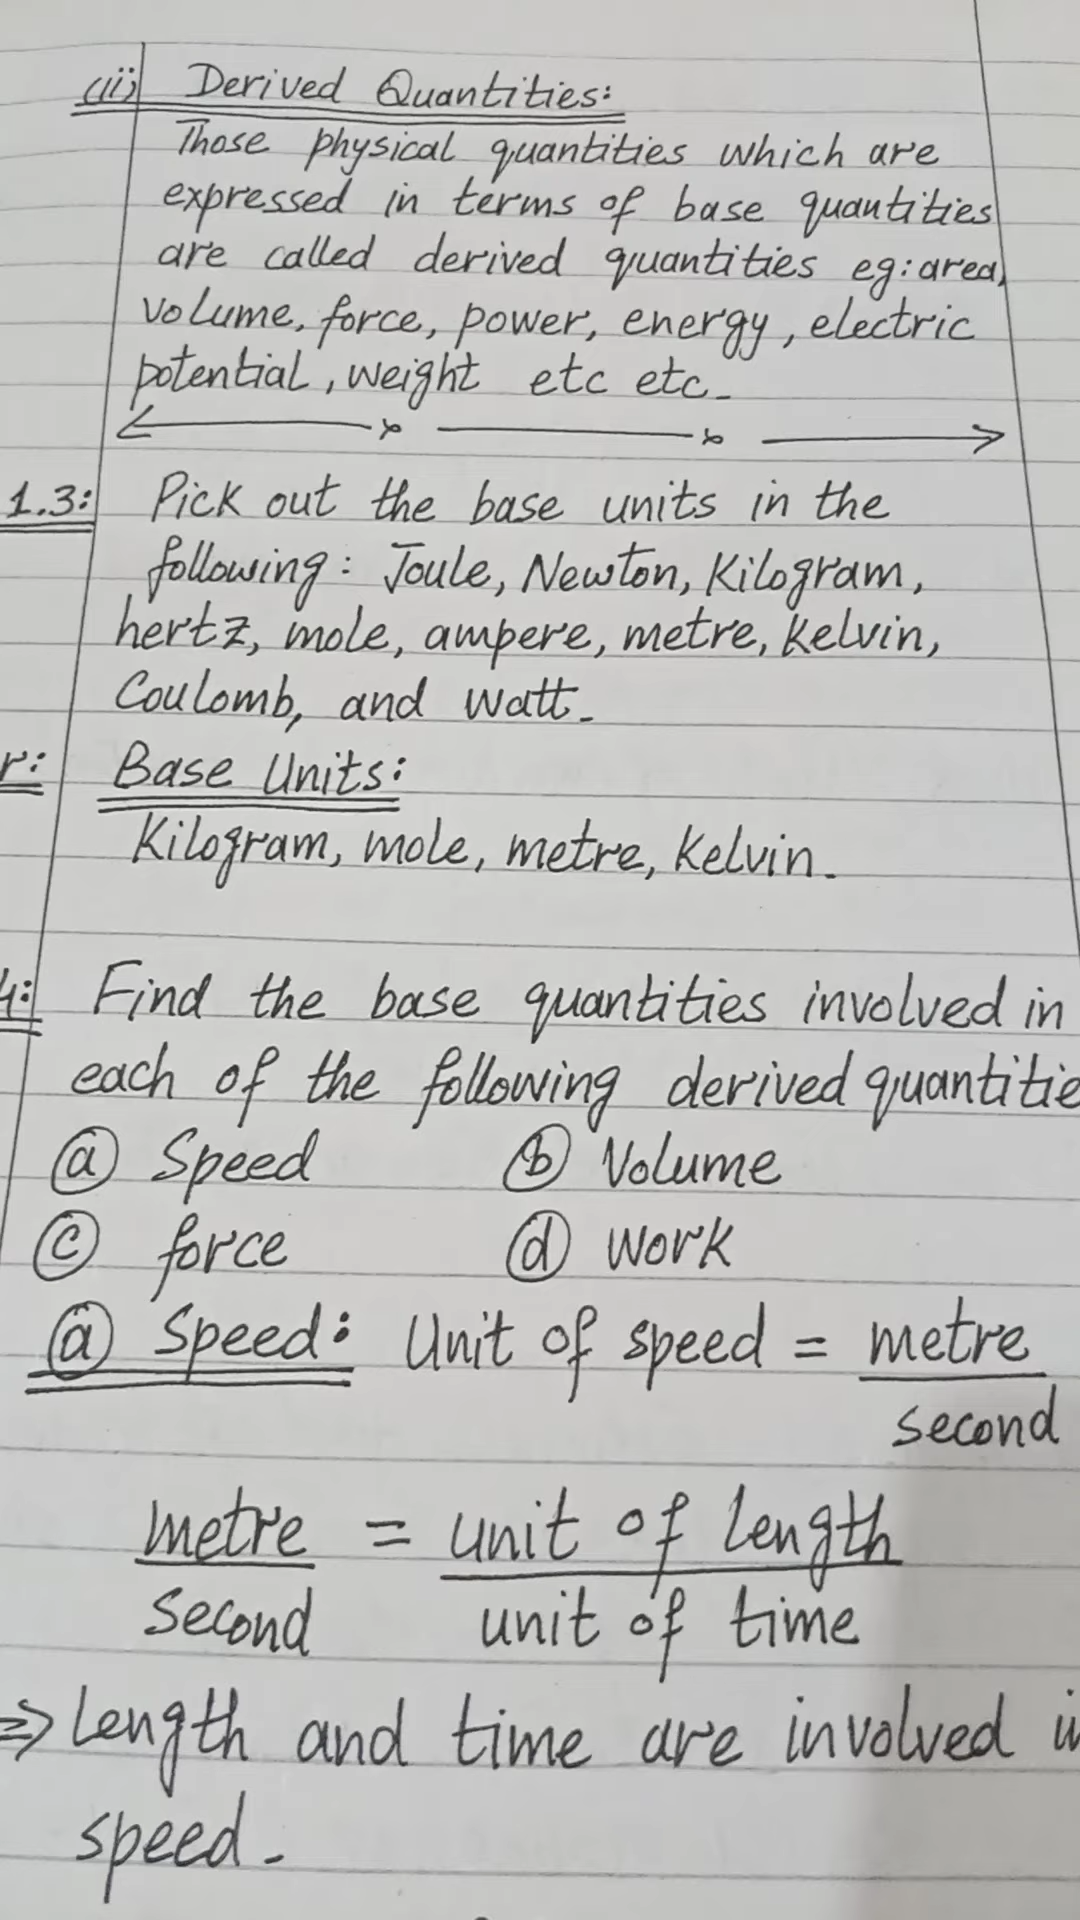 (ii) Derived Quantities:
Those physical quantities which are
expressed in terms of base quantities
are called derived quantities eg: area,
volume, force, power, energy, electric
potential, weight etc etc.
1.3: Pick out the base units in the
following: Joule, Newton, Kilogram,
hertz, mole, ampere, metre, Kelvin,
Coulomb, and watt.
r: Base Units:
Kilogram, mole, metre, Kelvin.
4: Find the base quantities involved in
each of the following derived quantitie
(a) Speed (b) Volume
(c) force (d) work
(a) Speed: Unit of speed = metre
second
metre = unit of length
second unit of time
⇒ Length and time are involved in
speed.